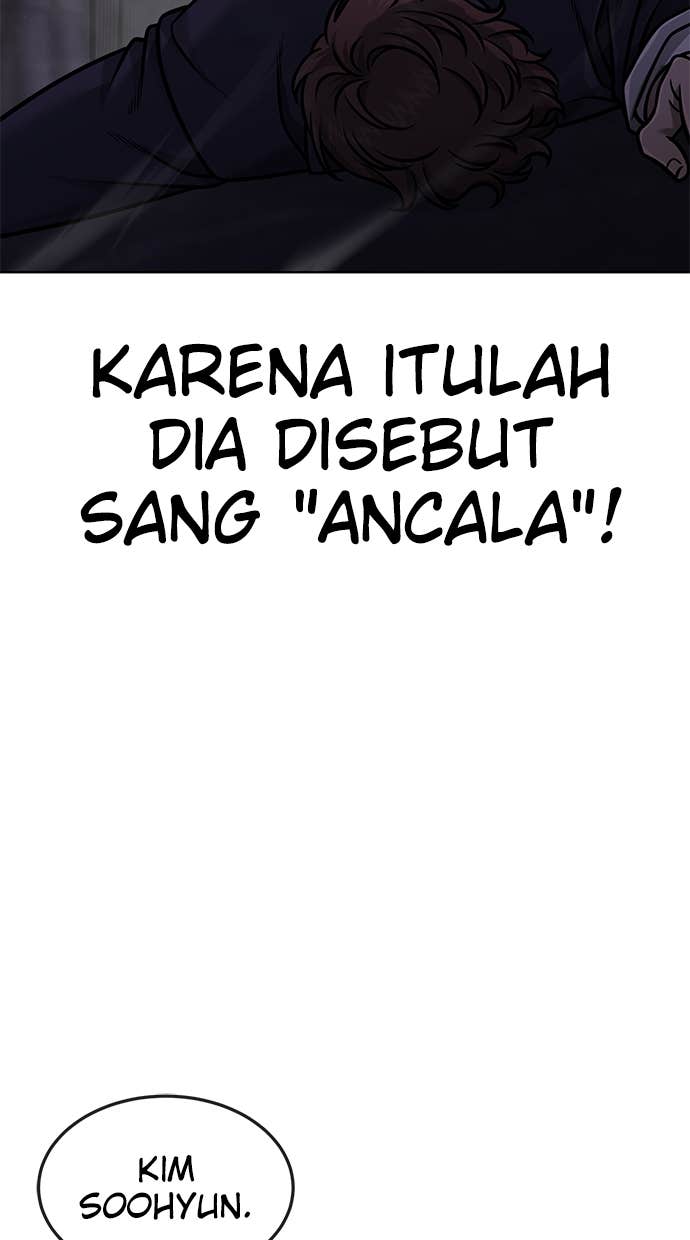 KARENA ITULAH
DIA DISEBUT
SANG "ANCALA"!
KIM
SOOHYUN.